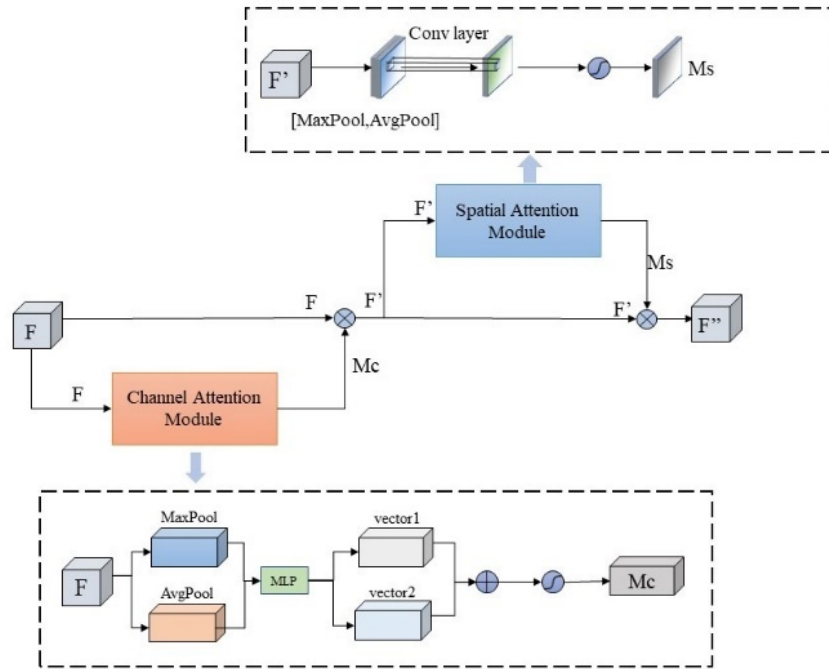 Conv layer
F’
Ms
[MaxPool,AvgPool]
F’
Spatial Attention
Module
Ms
F
F
F’
F’
F”
Mc
F
Channel Attention
Module
MaxPool
vector1
F
MLP
Mc
AvgPool
vector2